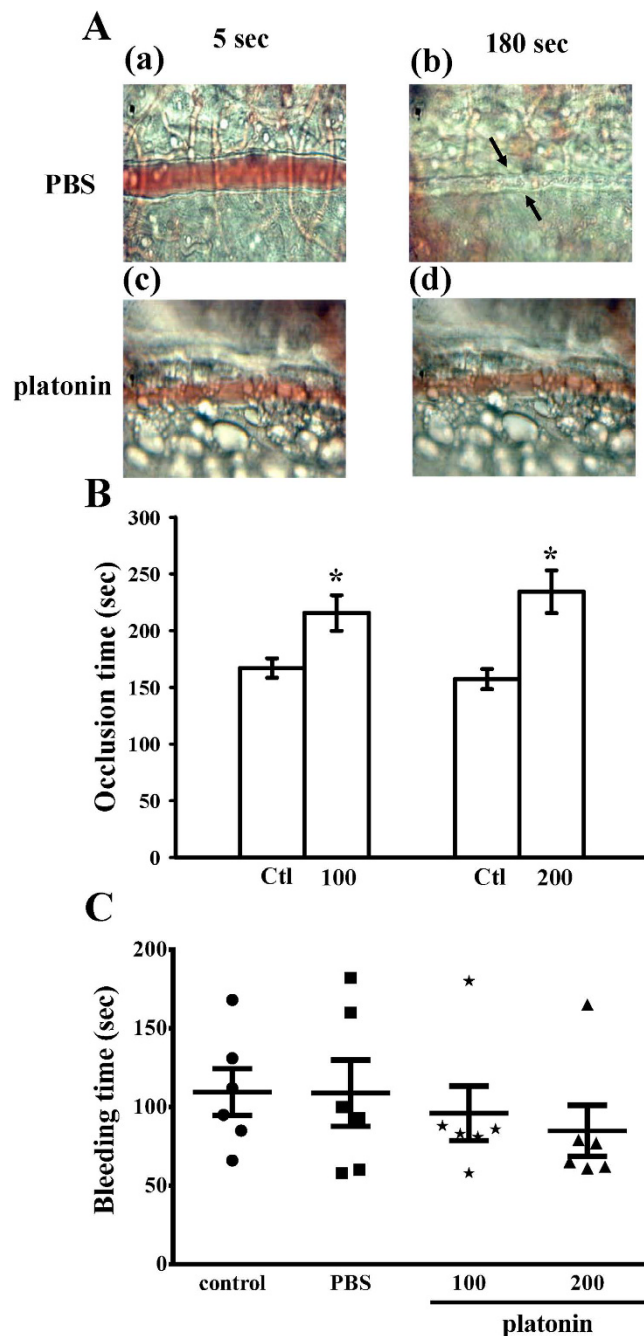 A
5 sec
180 sec
(a)
(b)
PBS
(c)
(d)
platonin
B
300
250
200
150
100
50
0
Occlusion time (sec)
*
*
Ctl
100
Ctl
200
C
200
150
100
50
0
Bleeding time (sec)
control
PBS
100
200
platonin